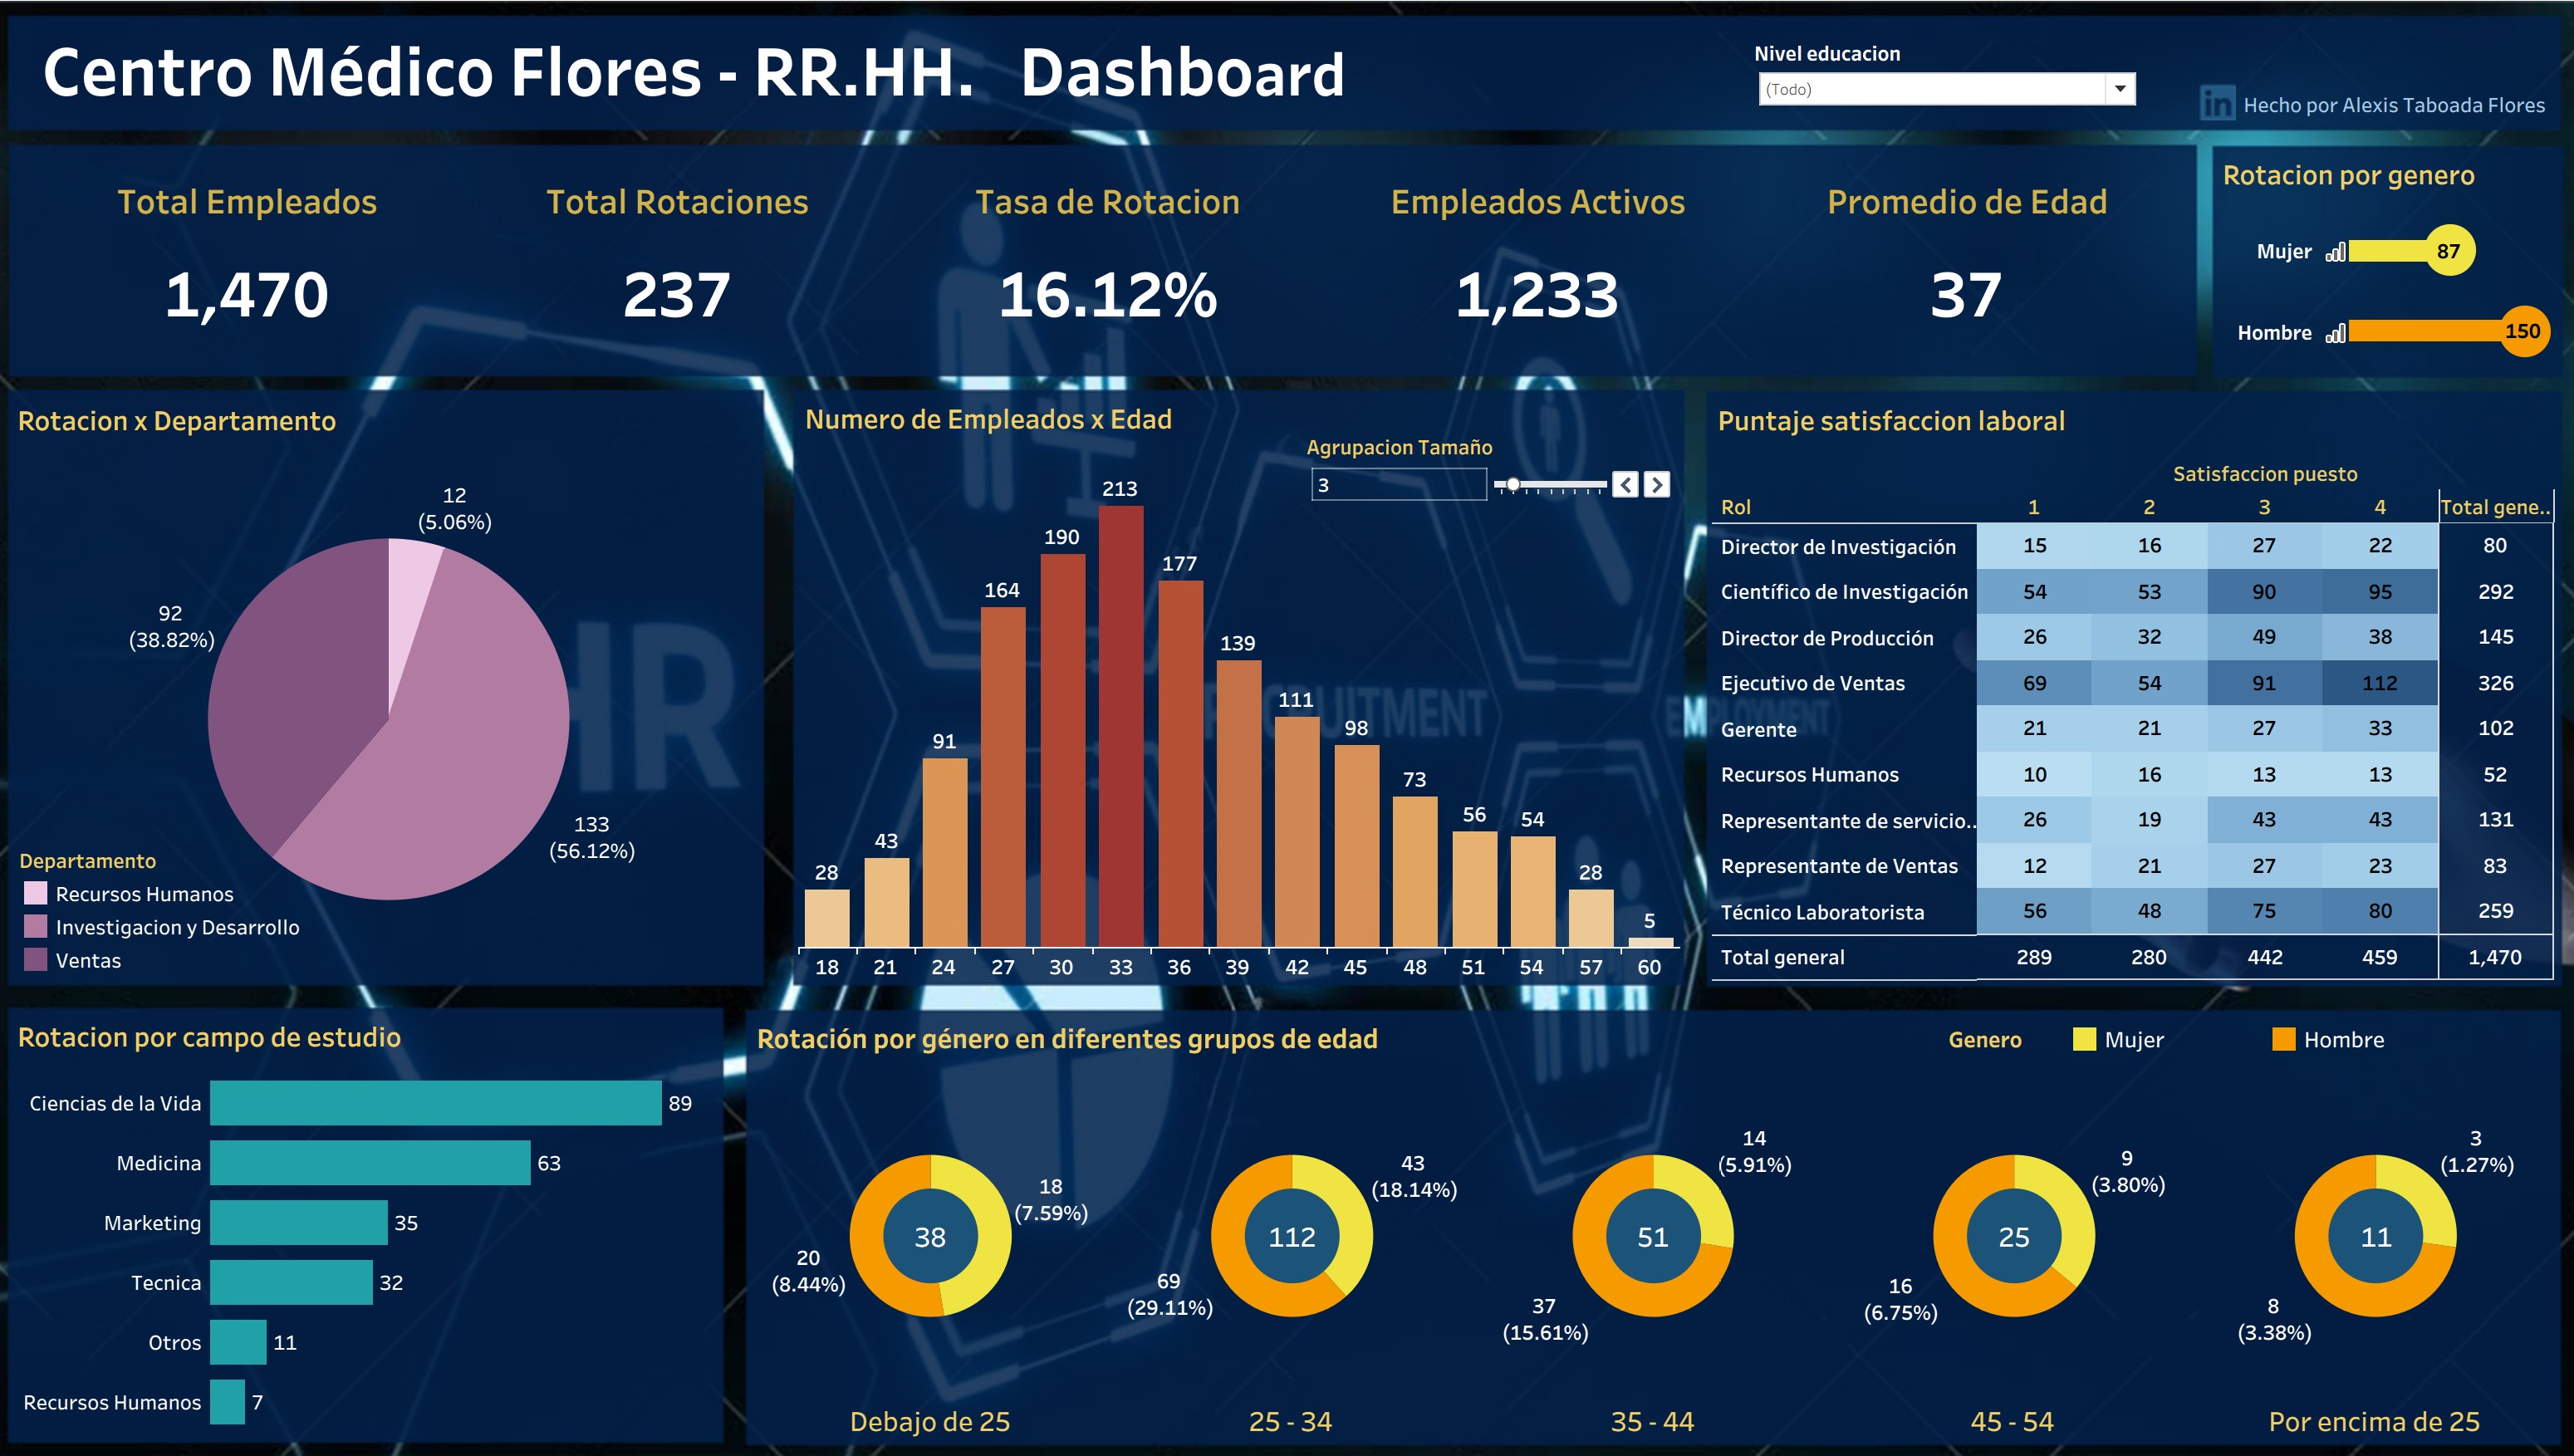 Centro Médico Flores - RR.HH. Dashboard
Nivel educacion
(Todo)
in Hecho por Alexis Taboada Flores
Total Empleados
1,470
Total Rotaciones
237
Tasa de Rotacion
16.12%
Empleados Activos
1,233
Promedio de Edad
37
Rotacion por genero
Mujer 87
Hombre 150
Rotacion x Departamento
12
(5.06%)
92
(38.82%)
133
(56.12%)
Departamento
Recursos Humanos
Investigacion y Desarrollo
Ventas
HR
Numero de Empleados x Edad
Agrupacion Tamaño
3
28
43
91
164
190
213
177
139
111
98
73
56
54
28
5
18 21 24 27 30 33 36 39 42 45 48 51 54 57 60
RECRUITMENT
EMPLOYMENT
Puntaje satisfaccion laboral
Satisfaccion puesto
Rol 1 2 3 4 Total gene..
Director de Investigación 15 16 27 22 80
Científico de Investigación 54 53 90 95 292
Director de Producción 26 32 49 38 145
Ejecutivo de Ventas 69 54 91 112 326
Gerente 21 21 27 33 102
Recursos Humanos 10 16 13 13 52
Representante de servicio.. 26 19 43 43 131
Representante de Ventas 12 21 27 23 83
Técnico Laboratorista 56 48 75 80 259
Total general 289 280 442 459 1,470
Rotacion por campo de estudio
Ciencias de la Vida 89
Medicina 63
Marketing 35
Tecnica 32
Otros 11
Recursos Humanos 7
Rotación por género en diferentes grupos de edad
Genero Mujer Hombre
18
(7.59%)
38
20
(8.44%)
Debajo de 25
43
(18.14%)
112
69
(29.11%)
25 - 34
14
(5.91%)
51
37
(15.61%)
35 - 44
9
(3.80%)
25
16
(6.75%)
45 - 54
3
(1.27%)
11
8
(3.38%)
Por encima de 25